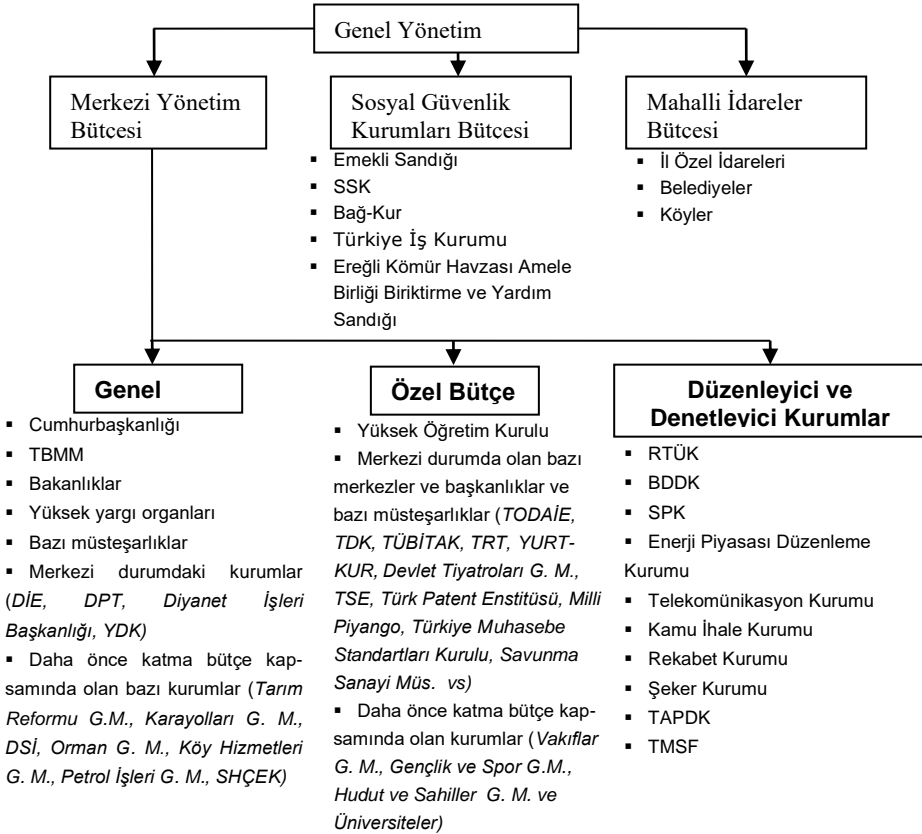 Genel Yönetim
Merkezi Yönetim
Bütcesi
Sosyal Güvenlik
Kurumları Bütcesi
▪ Emekli Sandığı
▪ SSK
▪ Bağ-Kur
▪ Türkiye İş Kurumu
▪ Ereğli Kömür Havzası Amele
Birliği Biriktirme ve Yardım
Sandığı
Mahalli İdareler
Bütcesi
▪ İl Özel İdareleri
▪ Belediyeler
▪ Köyler
Genel
▪ Cumhurbaşkanlığı
▪ TBMM
▪ Bakanlıklar
▪ Yüksek yargı organları
▪ Bazı müsteşarlıklar
▪ Merkezi durumdaki kurumlar
(DİE, DPT, Diyanet İşleri
Başkanlığı, YDK)
▪ Daha önce katma bütçe kap-
samında olan bazı kurumlar (Tarım
Reformu G.M., Karayolları G. M.,
DSİ, Orman G. M., Köy Hizmetleri
G. M., Petrol İşleri G. M., SHÇEK)
Özel Bütçe
▪ Yüksek Öğretim Kurulu
▪ Merkezi durumda olan bazı
merkezler ve başkanlıklar ve
bazı müsteşarlıklar (TODAİE,
TDK, TÜBİTAK, TRT, YURT-
KUR, Devlet Tiyatroları G. M.,
TSE, Türk Patent Enstitüsü, Milli
Piyango, Türkiye Muhasebe
Standartları Kurulu, Savunma
Sanayi Müs. vs)
▪ Daha önce katma bütçe kap-
samında olan kurumlar (Vakıflar
G. M., Gençlik ve Spor G.M.,
Hudut ve Sahiller G. M. ve
Üniversiteler)
Düzenleyici ve
Denetleyici Kurumlar
▪ RTÜK
▪ BDDK
▪ SPK
▪ Enerji Piyasası Düzenleme
Kurumu
▪ Telekomünikasyon Kurumu
▪ Kamu İhale Kurumu
▪ Rekabet Kurumu
▪ Şeker Kurumu
▪ TAPDK
▪ TMSF